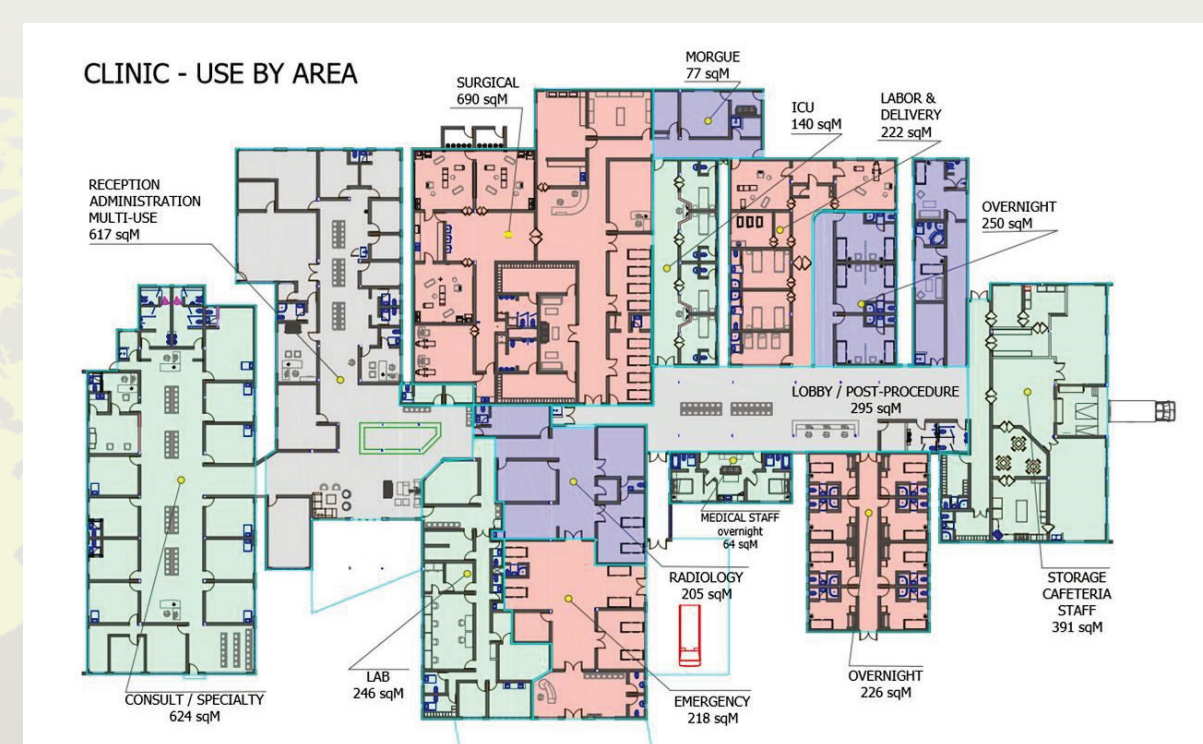 CLINIC - USE BY AREA
MORGUE
77 sqM
SURGICAL
690 sqM
ICU
140 sqM
LABOR &
DELIVERY
222 sqM
RECEPTION
ADMINISTRATION
MULTI-USE
617 sqM
OVERNIGHT
250 sqM
LOBBY / POST-PROCEDURE
295 sqM
MEDICAL STAFF
overnight
64 sqM
RADIOLOGY
205 sqM
STORAGE
CAFETERIA
STAFF
391 sqM
LAB
246 sqM
OVERNIGHT
226 sqM
CONSULT / SPECIALTY
624 sqM
EMERGENCY
218 sqM